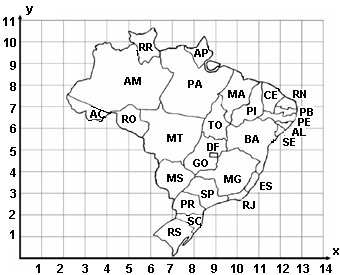 y
11
10
RR
AP
9
8
AM
PA
MA
CE
RN
7
AC
RO
TO
PI
PB
PE
6
MT
BA
AL
SE
5
DF
GO
4
MS
MG
ES
3
PR
SP
RJ
2
SC
1
RS
x
1 2 3 4 5 6 7 8 9 10 11 12 13 14